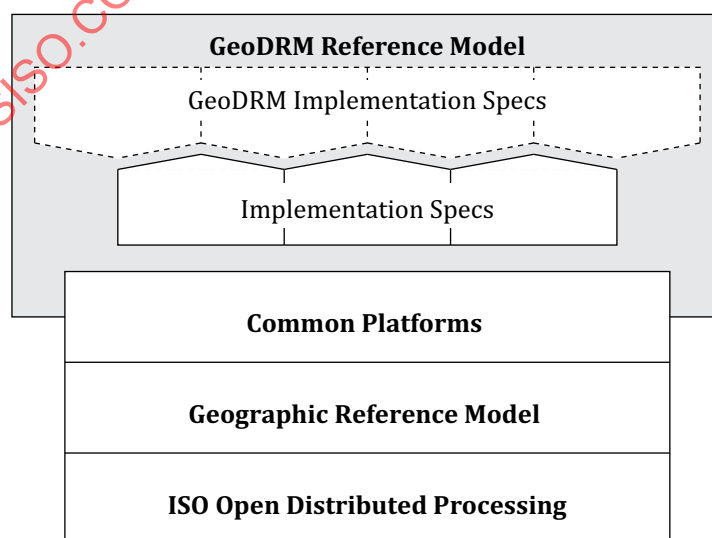 GeoDRM Reference Model
GeoDRM Implementation Specs
Implementation Specs
Common Platforms
Geographic Reference Model
ISO Open Distributed Processing